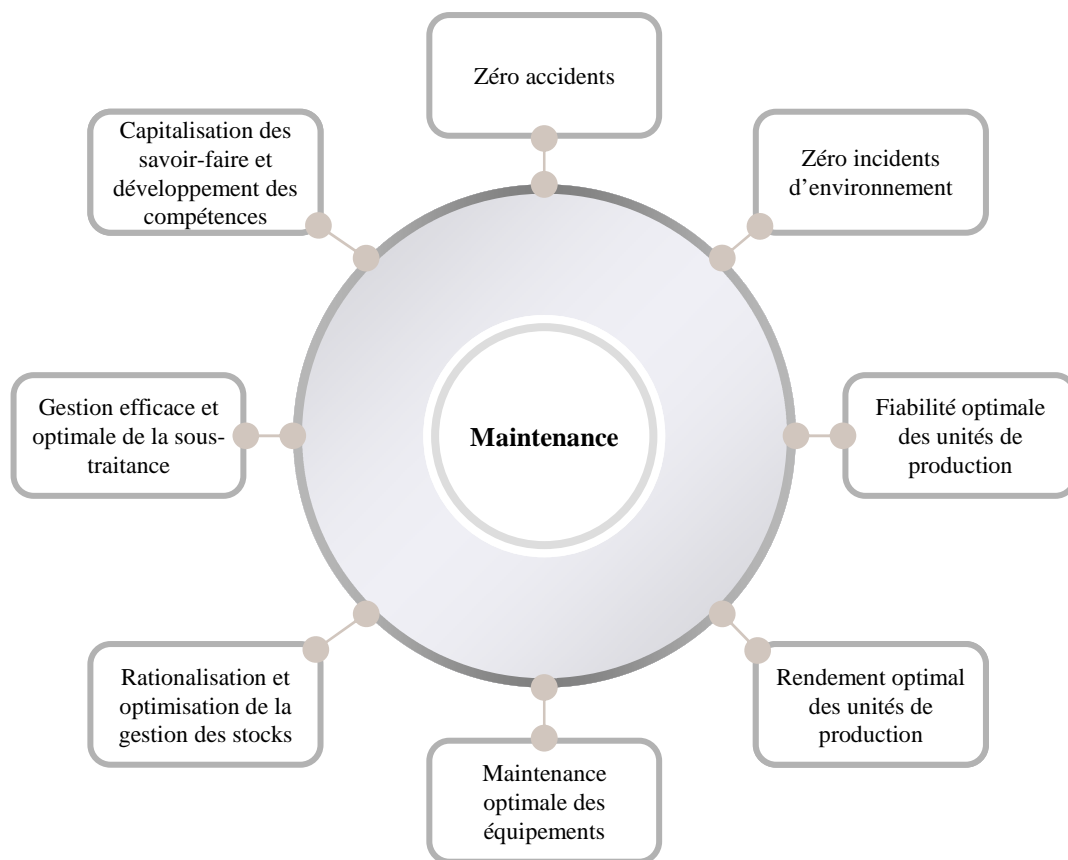 Zéro accidents
Capitalisation des
savoir-faire et
développement des
compétences
Zéro incidents
d’environnement
Gestion efficace et
optimale de la sous-
traitance
Maintenance
Fiabilité optimale
des unités de
production
Rationalisation et
optimisation de la
gestion des stocks
Rendement optimal
des unités de
production
Maintenance
optimale des
équipements